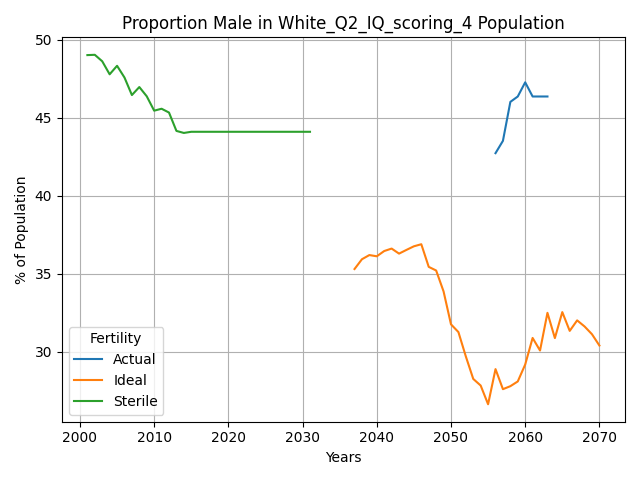 Proportion Male in White_Q2_IQ_scoring_4 Population
50
45
40
35
30
% of Population
Fertility
Actual
Ideal
Sterile
2000 2010 2020 2030 2040 2050 2060 2070
Years